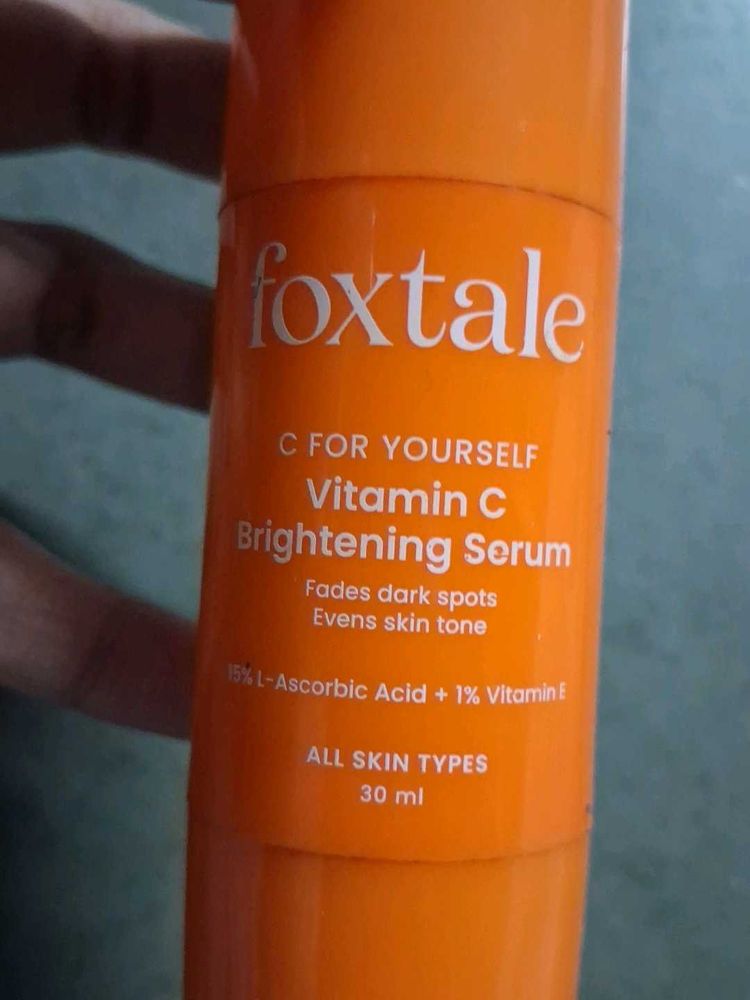 foxtale
C FOR YOURSELF
Vitamin C
Brightening Serum
Fades dark spots
Evens skin tone
15% L-Ascorbic Acid + 1% Vitamin E
ALL SKIN TYPES
30 ml